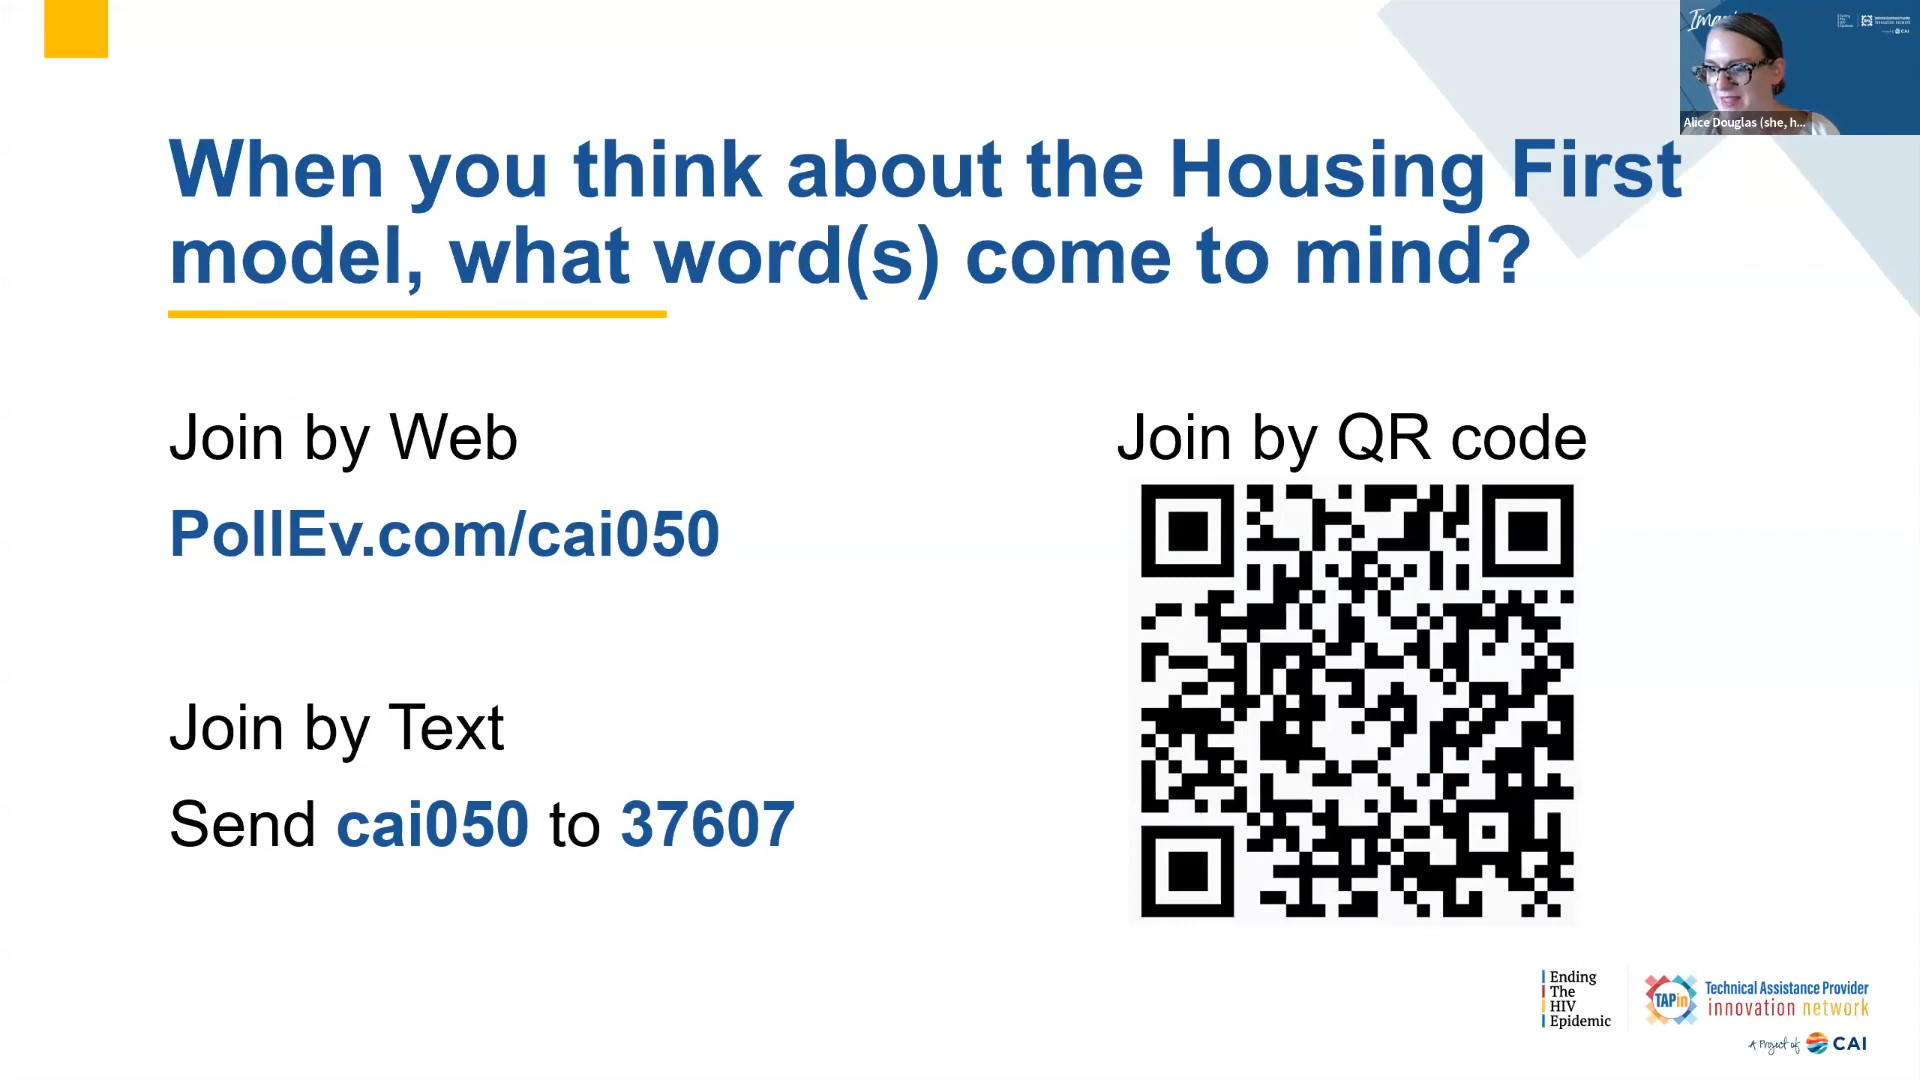 When you think about the Housing First
model, what word(s) come to mind?
Alice Douglas (she, h...
Join by Web
PollEv.com/cai050
Join by Text
Send cai050 to 37607
Join by QR code
Ending
The
HIV
Epidemic
TAPin
Technical Assistance Provider
innovation network
A Project of CAI